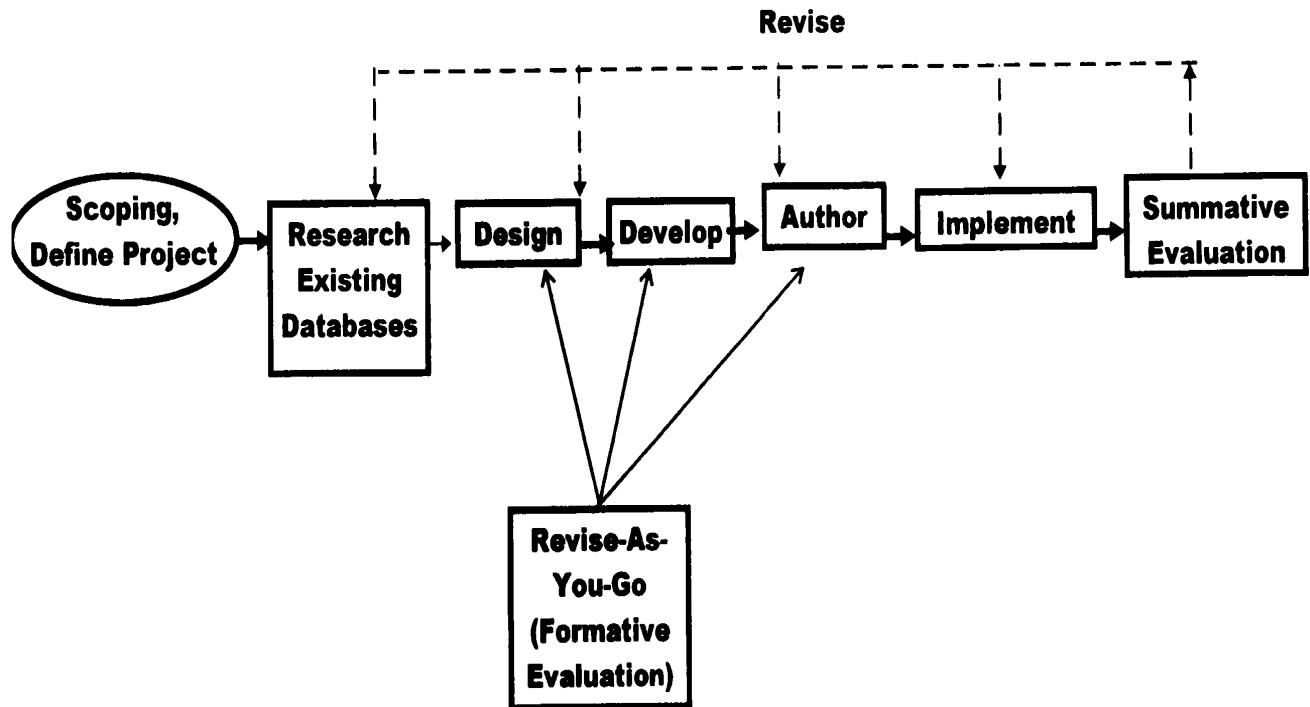 Revise
Scoping,
Define Project
Research
Existing
Databases
Design
Develop
Author
Implement
Summative
Evaluation
Revise-As-
You-Go
(Formative
Evaluation)